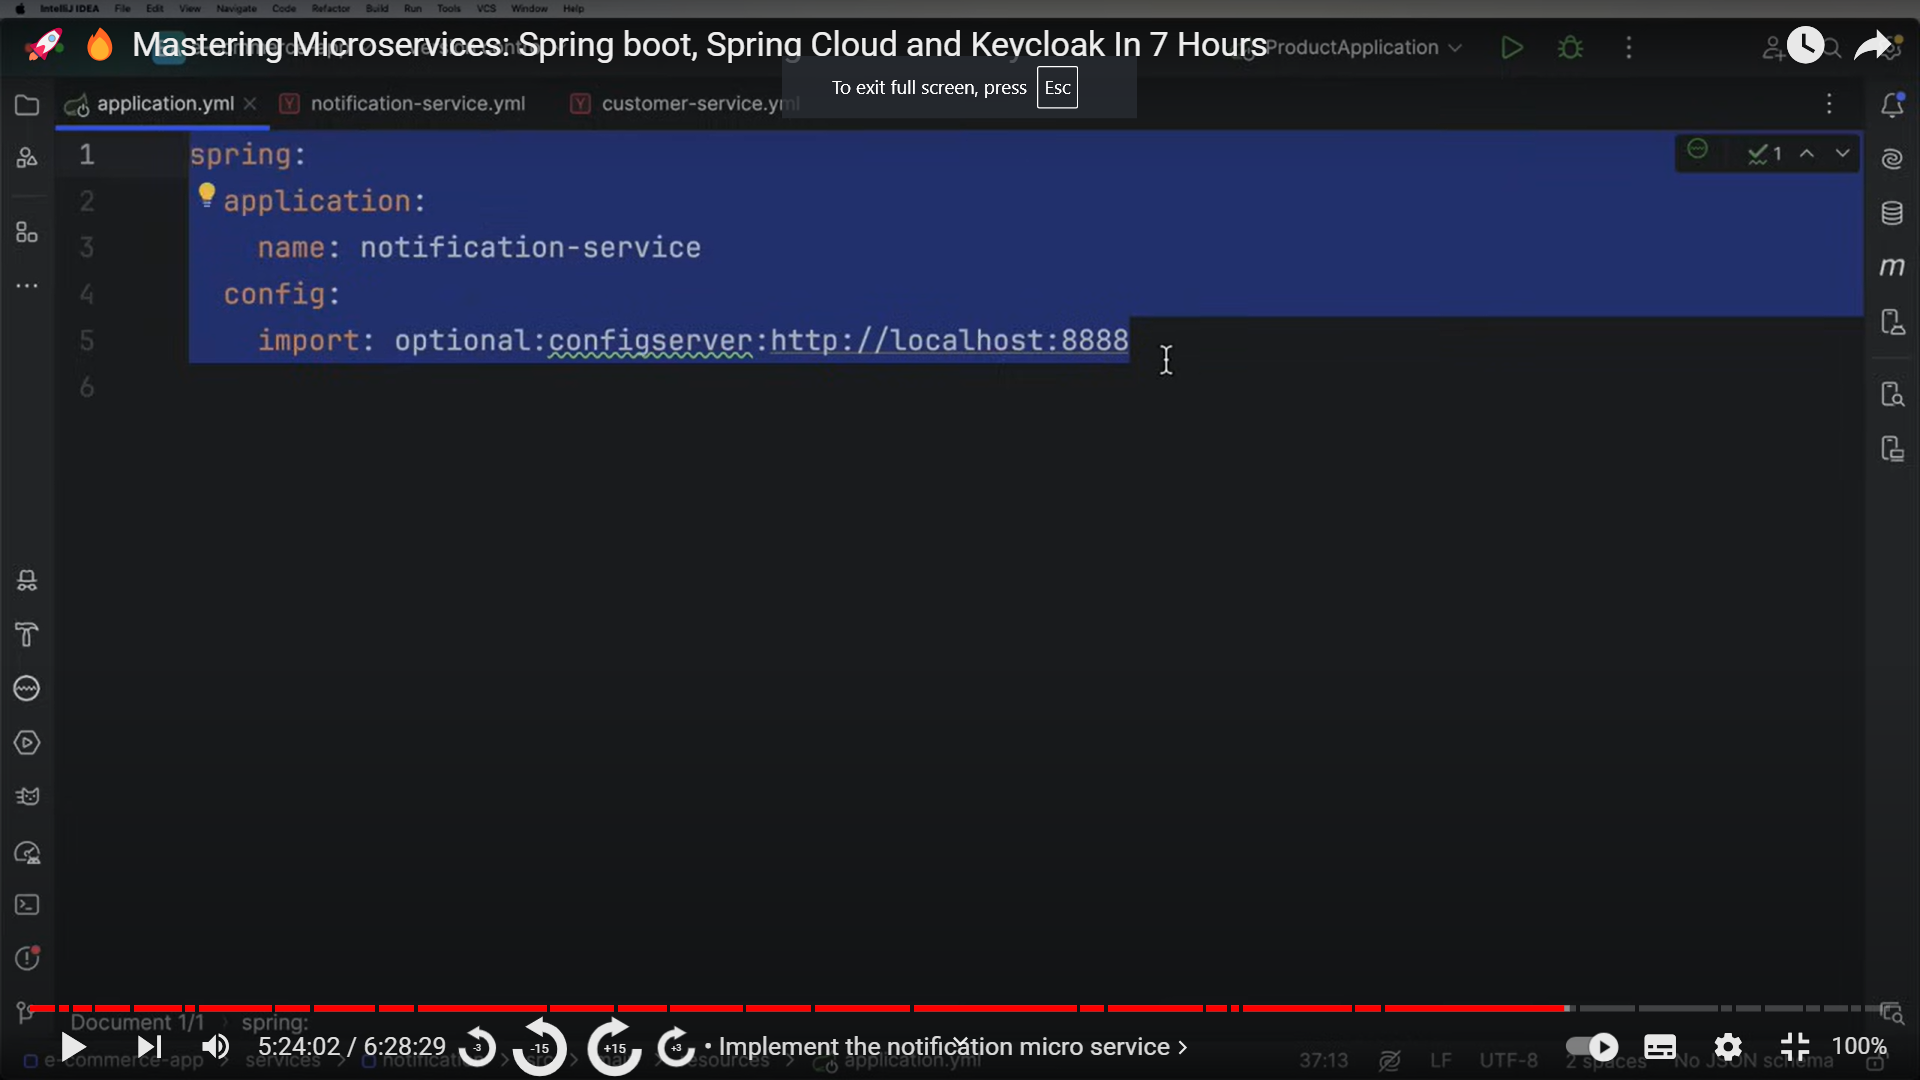 IntelliJ IDEA File Edit View Navigate Code Refactor Build Run Tools VCS Window Help
Mastering Microservices: Spring boot, Spring Cloud and Keycloak In 7 Hours
ProductApplication
To exit full screen, press Esc
application.yml
notification-service.yml
customer-service.yml
1 spring:
2 application:
3 name: notification-service
4 config:
5 import: optional:configserver:http://localhost:8888
6
1
m
Document 1/1 spring:
5:24:02 / 6:28:29
-3
-15
+15
+3
• Implement the notification micro service
100%
e-commerce-app services src resources application.yml
37:13 LF UTF-8 2 spaces No JSON schema